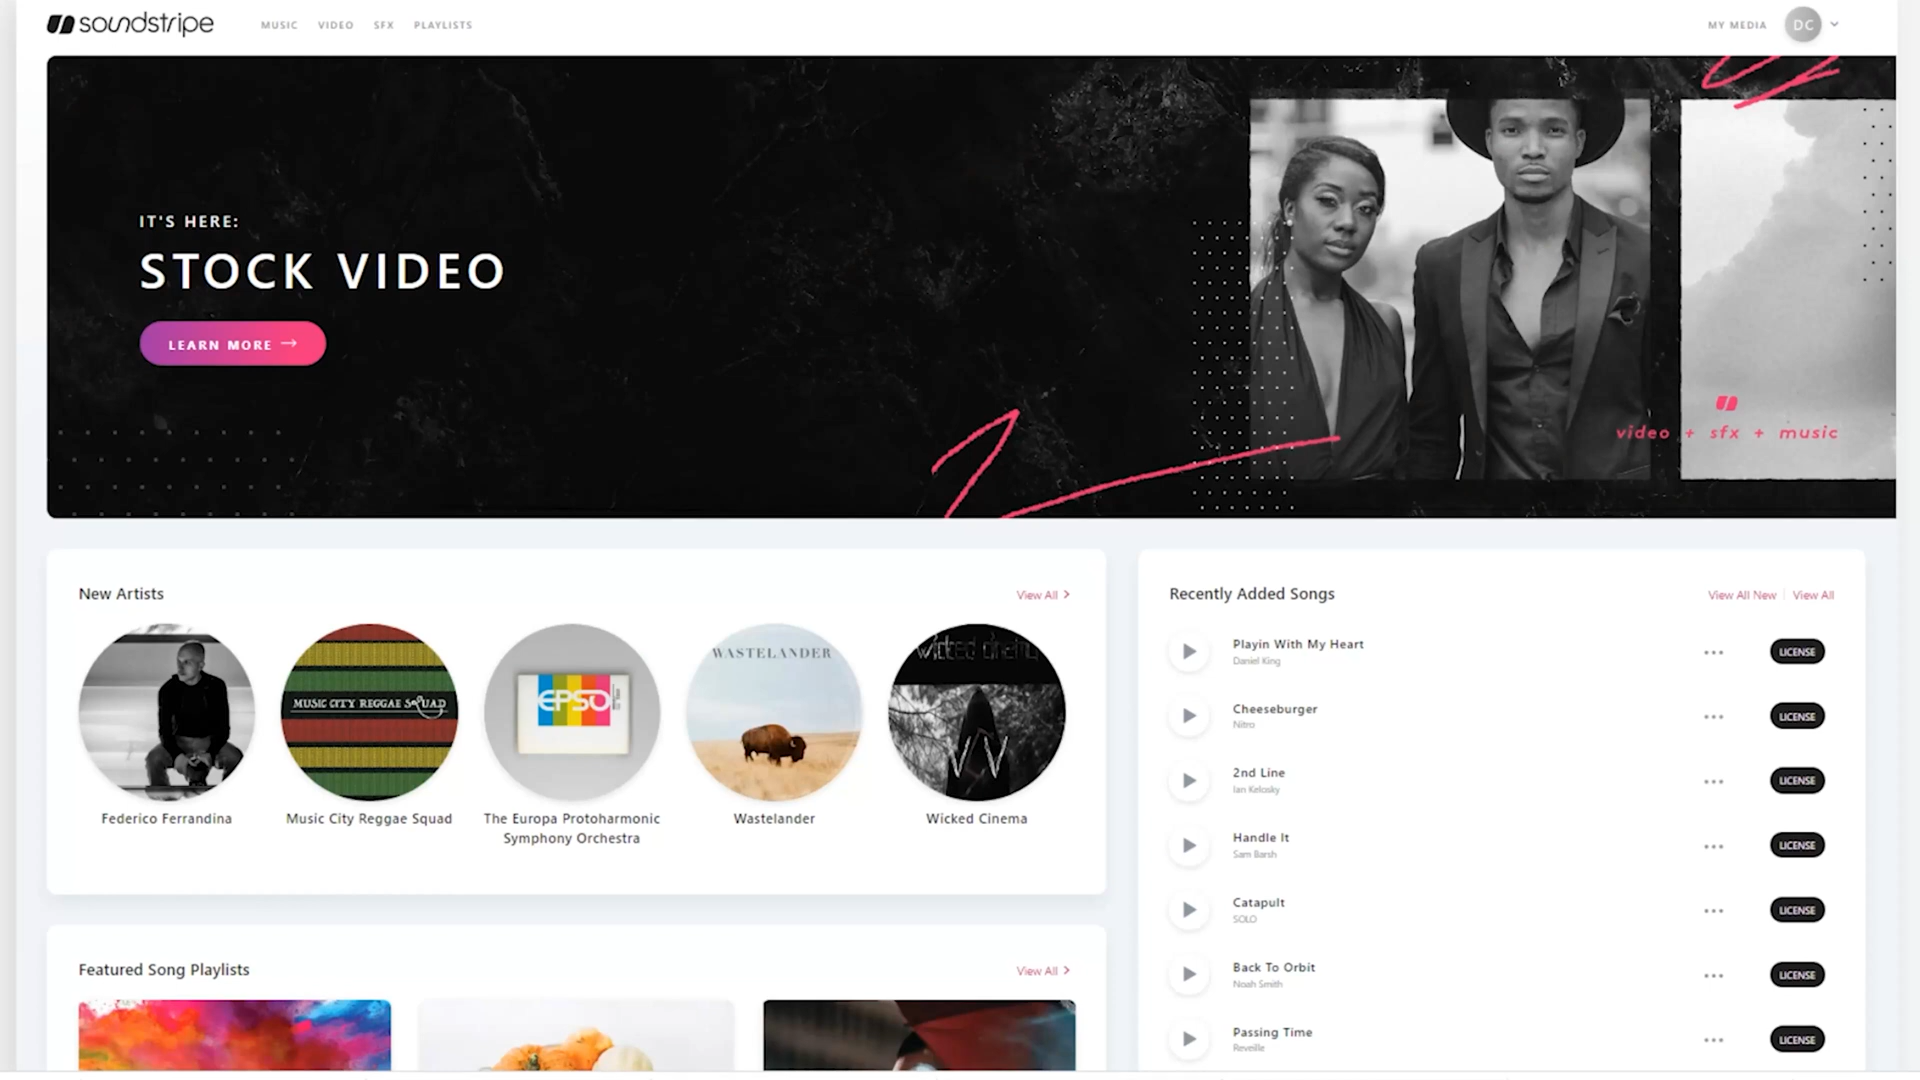 soundstripe
MUSIC VIDEO SFX PLAYLISTS
MY MEDIA DC
IT'S HERE:
STOCK VIDEO
LEARN MORE →
video + sfx + music
New Artists
View All >
WASTELANDER
wicked cinema
MUSIC CITY REGGAE SQUAD
EPSO
Federico Ferrandina
Music City Reggae Squad
The Europa Protoharmonic
Symphony Orchestra
Wastelander
Wicked Cinema
Featured Song Playlists
View All >
Recently Added Songs
View All New | View All
Playin With My Heart
Daniel King
LICENSE
Cheeseburger
Nitro
LICENSE
2nd Line
Ian Kelosky
LICENSE
Handle It
Sam Barsh
LICENSE
Catapult
SOLO
LICENSE
Back To Orbit
Noah Smith
LICENSE
Passing Time
Reveille
LICENSE